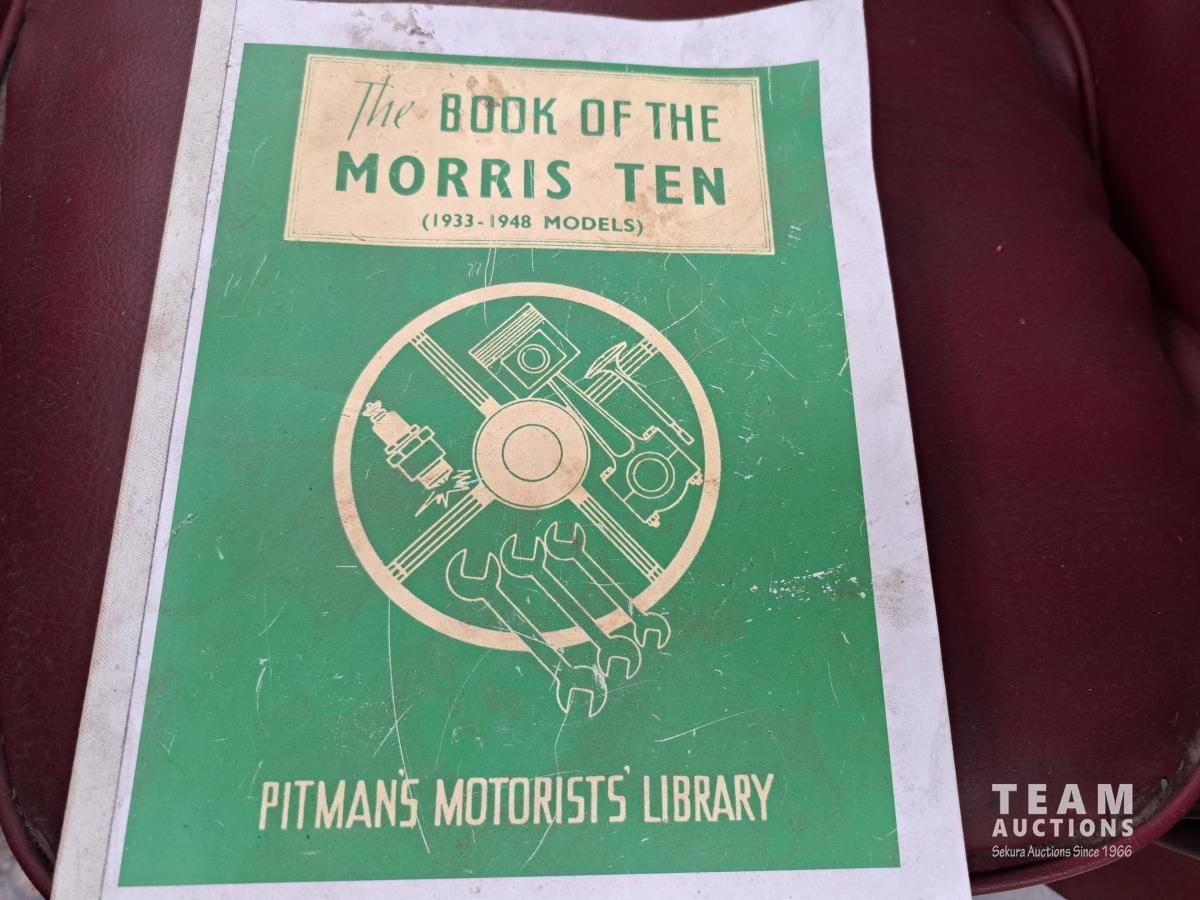 The BOOK OF THE
MORRIS TEN
(1933-1948 MODELS)
PITMAN'S MOTORISTS' LIBRARY
TEAM
AUCTIONS
Sekura Auctions Since 1966